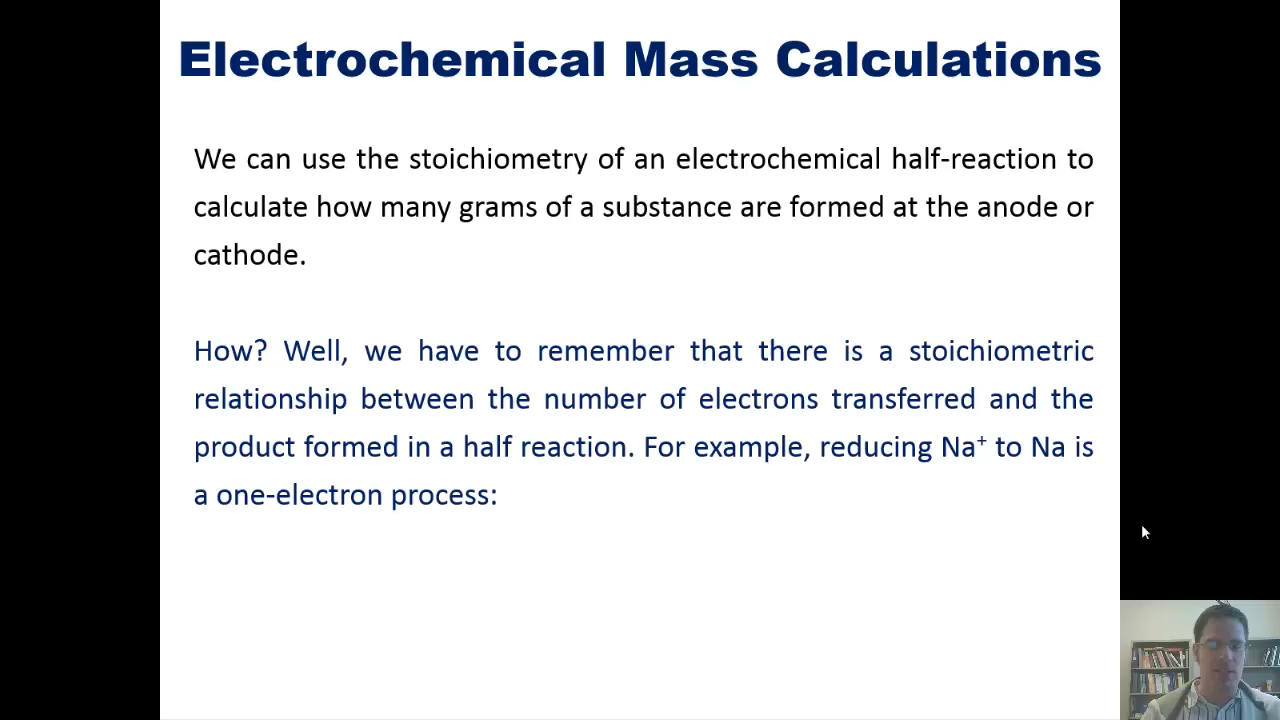 Electrochemical Mass Calculations
We can use the stoichiometry of an electrochemical half-reaction to
calculate how many grams of a substance are formed at the anode or
cathode.
How? Well, we have to remember that there is a stoichiometric
relationship between the number of electrons transferred and the
product formed in a half reaction. For example, reducing Na⁺ to Na is
a one-electron process: